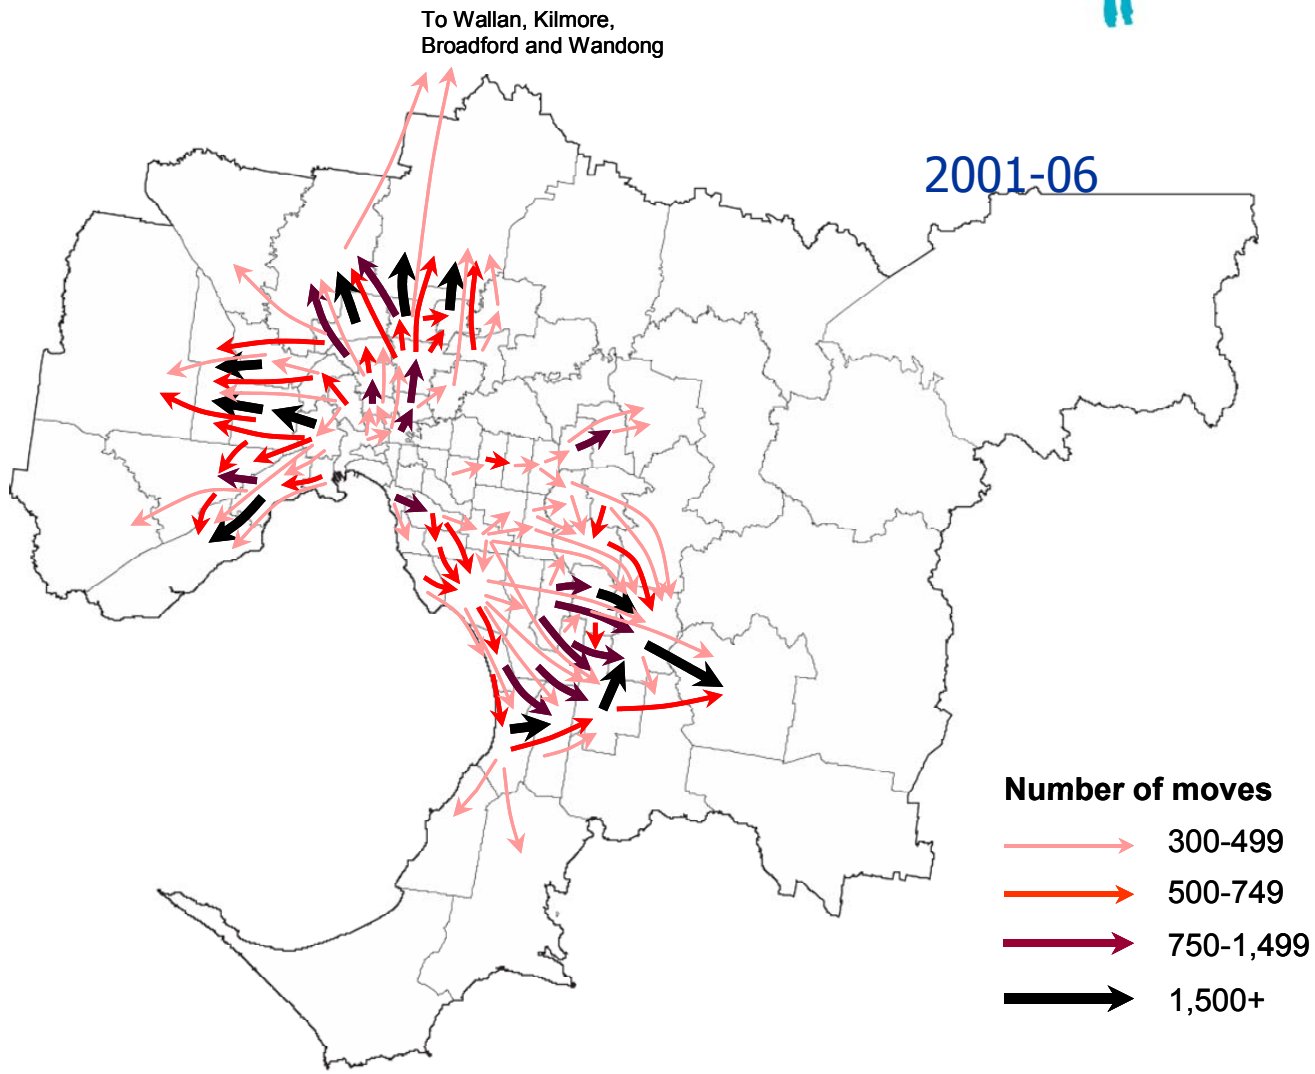 To Wallan, Kilmore,
Broadford and Wandong
2001-06
Number of moves
300-499
500-749
750-1,499
1,500+